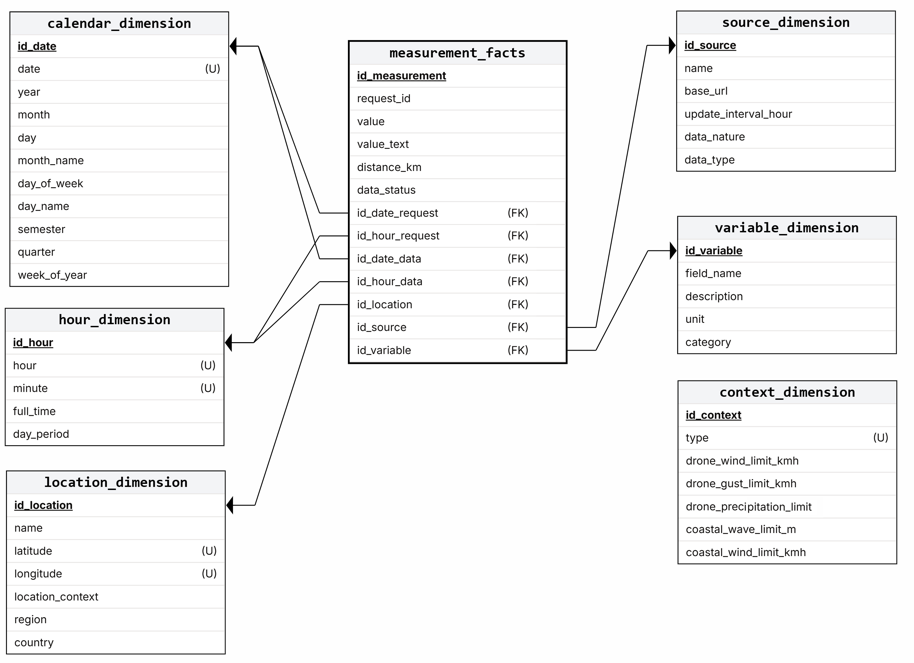 calendar_dimension
id_date
date (U)
year
month
day
month_name
day_of_week
day_name
semester
quarter
week_of_year
hour_dimension
id_hour
hour (U)
minute (U)
full_time
day_period
location_dimension
id_location
name
latitude (U)
longitude (U)
location_context
region
country
measurement_facts
id_measurement
request_id
value
value_text
distance_km
data_status
id_date_request (FK)
id_hour_request (FK)
id_date_data (FK)
id_hour_data (FK)
id_location (FK)
id_source (FK)
id_variable (FK)
source_dimension
id_source
name
base_url
update_interval_hour
data_nature
data_type
variable_dimension
id_variable
field_name
description
unit
category
context_dimension
id_context
type (U)
drone_wind_limit_kmh
drone_gust_limit_kmh
drone_precipitation_limit
coastal_wave_limit_m
coastal_wind_limit_kmh